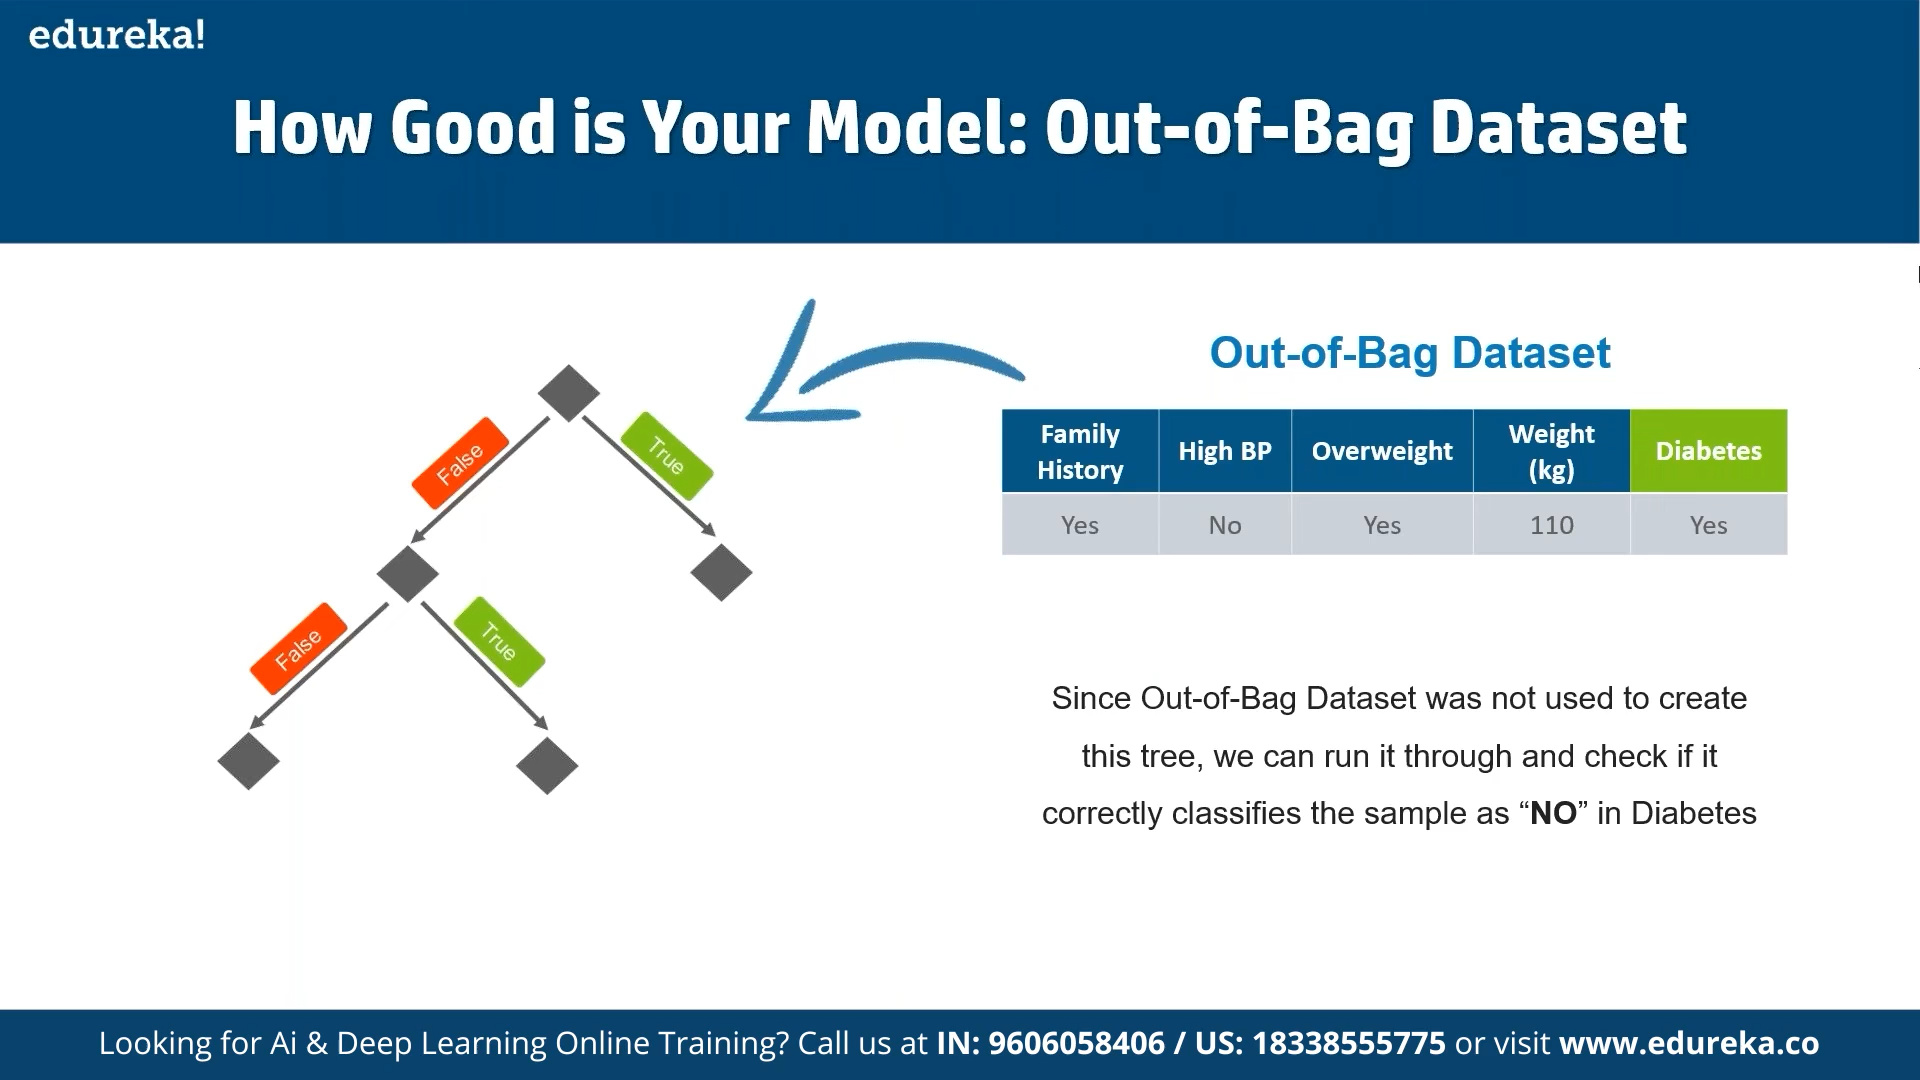 edureka!
How Good is Your Model: Out-of-Bag Dataset
Out-of-Bag Dataset
Family History High BP Overweight Weight (kg) Diabetes
Yes No Yes 110 Yes
False
True
False
True
Since Out-of-Bag Dataset was not used to create
this tree, we can run it through and check if it
correctly classifies the sample as “NO” in Diabetes
Looking for Ai & Deep Learning Online Training? Call us at IN: 9606058406 / US: 18338555775 or visit www.edureka.co